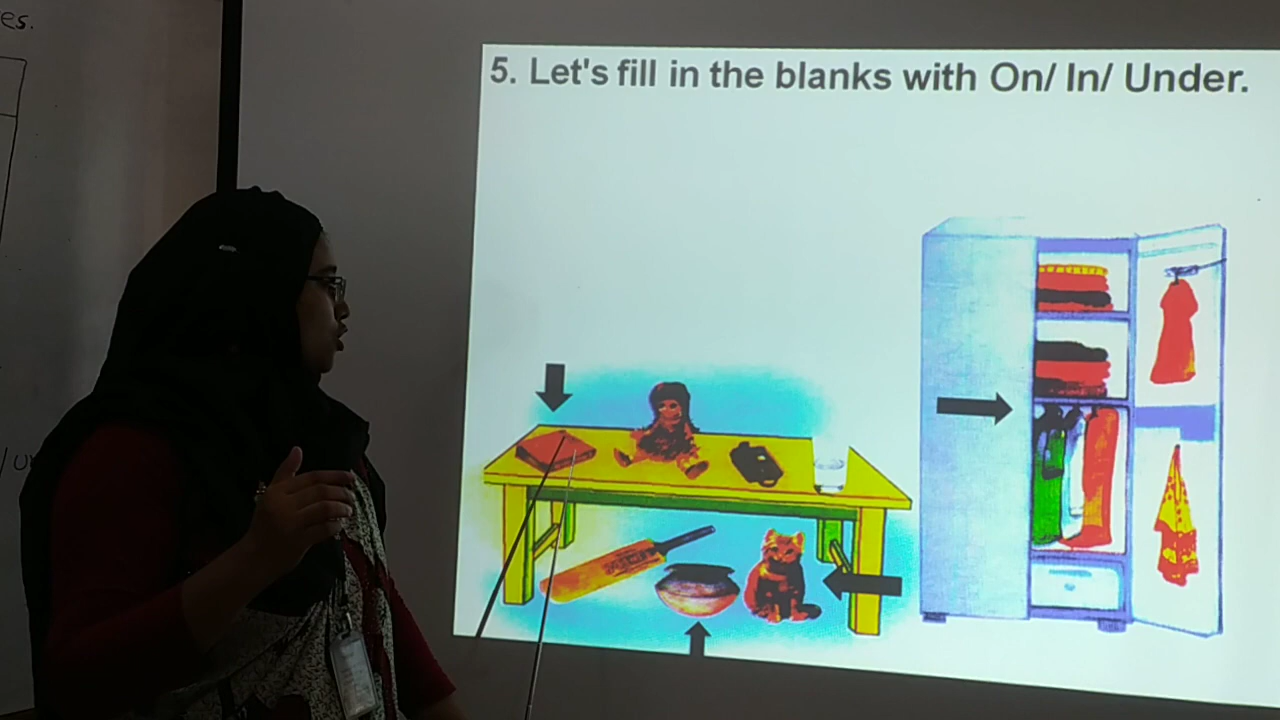 es.
5. Let's fill in the blanks with On/ In/ Under.